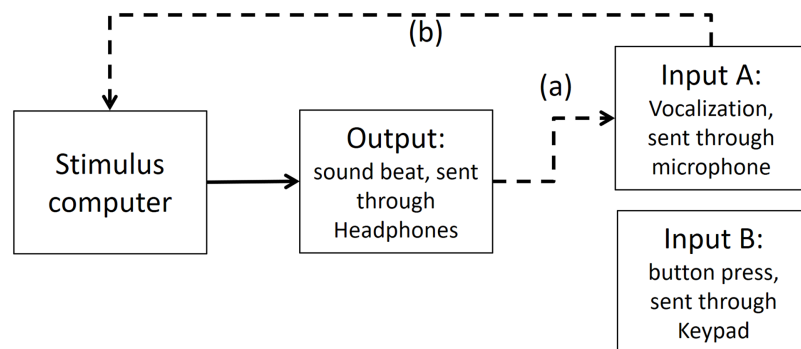 (b)
Stimulus
computer
Output:
sound beat, sent
through
Headphones
(a)
Input A:
Vocalization,
sent through
microphone
Input B:
button press,
sent through
Keypad